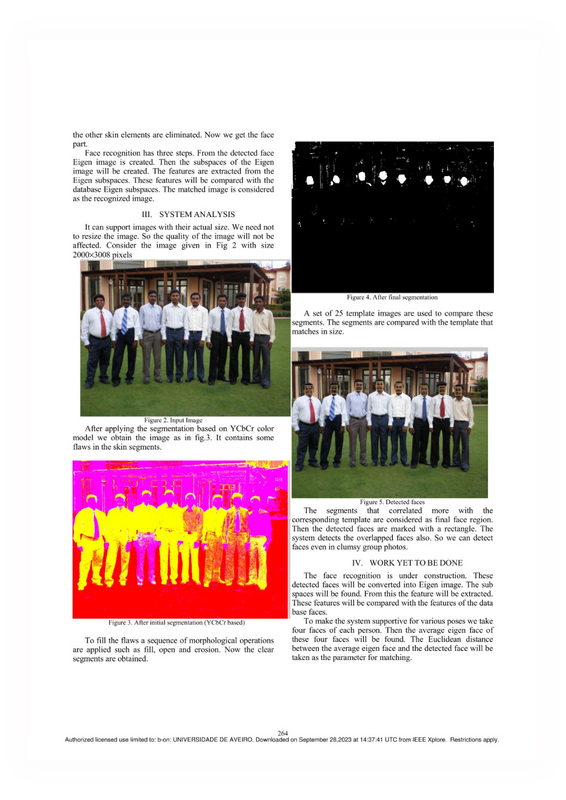 the other skin elements are eliminated. Now we get the face
part.
Face recognition has three steps. From the detected face
Eigen image is created. Then the subspaces of the Eigen
image will be created. The features are extracted from the
Eigen subspaces. These features will be compared with the
database Eigen subspaces. The matched image is considered
as the recognized image.
III. SYSTEM ANALYSIS
It can support images with their actual size. We need not
to resize the image. So the quality of the image will not be
affected. Consider the image given in Fig 2 with size
2000×3008 pixels
Figure 2. Input Image
After applying the segmentation based on YCbCr color
model we obtain the image as in fig.3. It contains some
flaws in the skin segments.
Figure 3. After initial segmentation (YCbCr based)
To fill the flaws a sequence of morphological operations
are applied such as fill, open and erosion. Now the clear
segments are obtained.
Figure 4. After final segmentation
A set of 25 template images are used to compare these
segments. The segments are compared with the template that
matches in size.
Figure 5. Detected faces
The segments that correlated more with the
corresponding template are considered as final face region.
Then the detected faces are marked with a rectangle. The
system detects the overlapped faces also. So we can detect
faces even in clumsy group photos.
IV. WORK YET TO BE DONE
The face recognition is under construction. These
detected faces will be converted into Eigen image. The sub
spaces will be found. From this the feature will be extracted.
These features will be compared with the features of the data
base faces.
To make the system supportive for various poses we take
four faces of each person. Then the average eigen face of
these four faces will be found. The Euclidean distance
between the average eigen face and the detected face will be
taken as the parameter for matching.
264
Authorized licensed use limited to: b-on: UNIVERSIDADE DE AVEIRO. Downloaded on September 28,2023 at 14:37:41 UTC from IEEE Xplore. Restrictions apply.